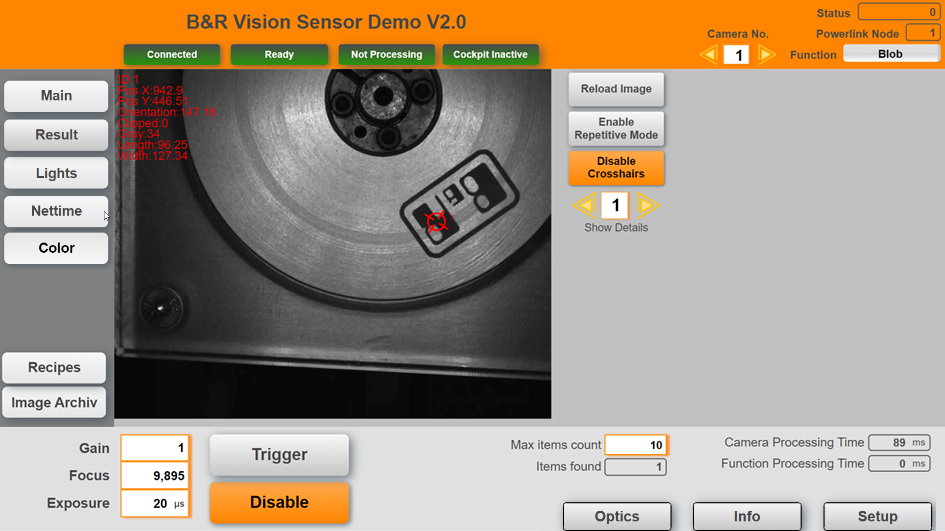 B&R Vision Sensor Demo V2.0
Status 0
Camera No.
Powerlink Node 1
Connected
Ready
Not Processing
Cockpit Inactive
1
Function Blob
Main
Result
Lights
Nettime
Color
Recipes
Image Archiv
ID:1
Pos X:942.9
Pos Y:446.51
Orientation:147.16
Clipped:0
Gray:34
Length:96.25
Width:127.34
Reload Image
Enable
Repetitive Mode
Disable
Crosshairs
1
Show Details
Gain 1
Focus 9,895
Exposure 20 µs
Trigger
Disable
Max items count 10
Items found 1
Camera Processing Time 89 ms
Function Processing Time 0 ms
Optics
Info
Setup